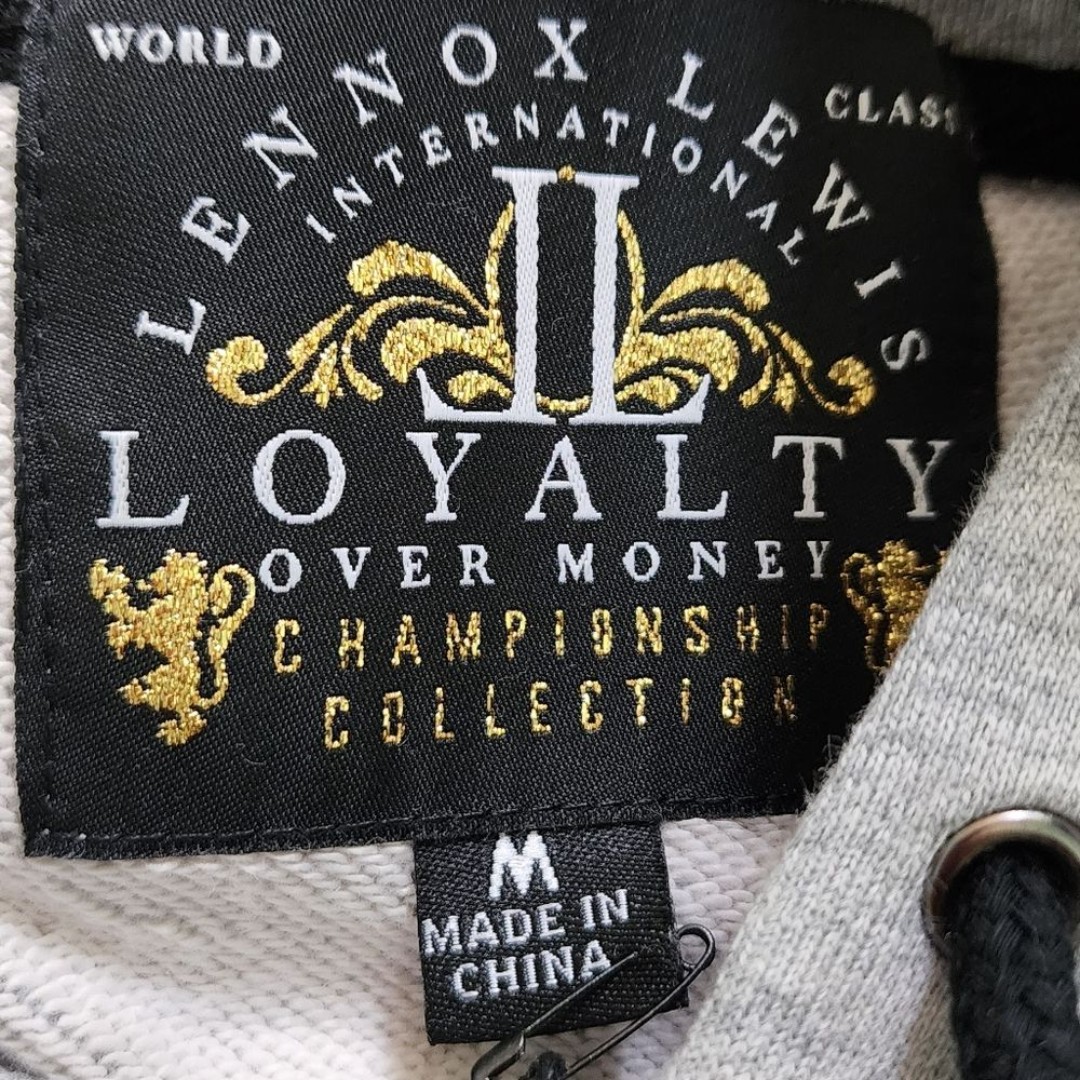 WORLD CLASS
LENNOX LEWIS
INTERNATIONAL
LL
LOYALTY
OVER MONEY
CHAMPIONSHIP
COLLECTION
M
MADE IN
CHINA